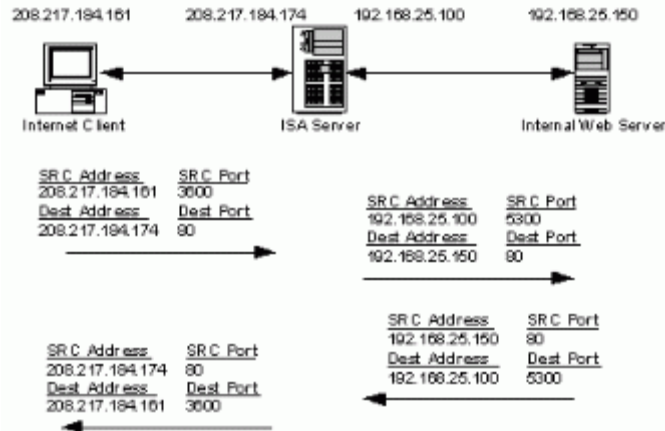 208.217.184.161 208.217.184.174 192.168.25.100 192.168.25.150
Internet Client ISA Server Internal Web Server
SRC Address SRC Port
208.217.184.161 3600
Dest Address Dest Port
208.217.184.174 80
SRC Address SRC Port
192.168.25.100 5300
Dest Address Dest Port
192.168.25.150 80
SRC Address SRC Port
192.168.25.150 80
Dest Address Dest Port
192.168.25.100 5300
SRC Address SRC Port
208.217.184.174 80
Dest Address Dest Port
208.217.184.161 3600